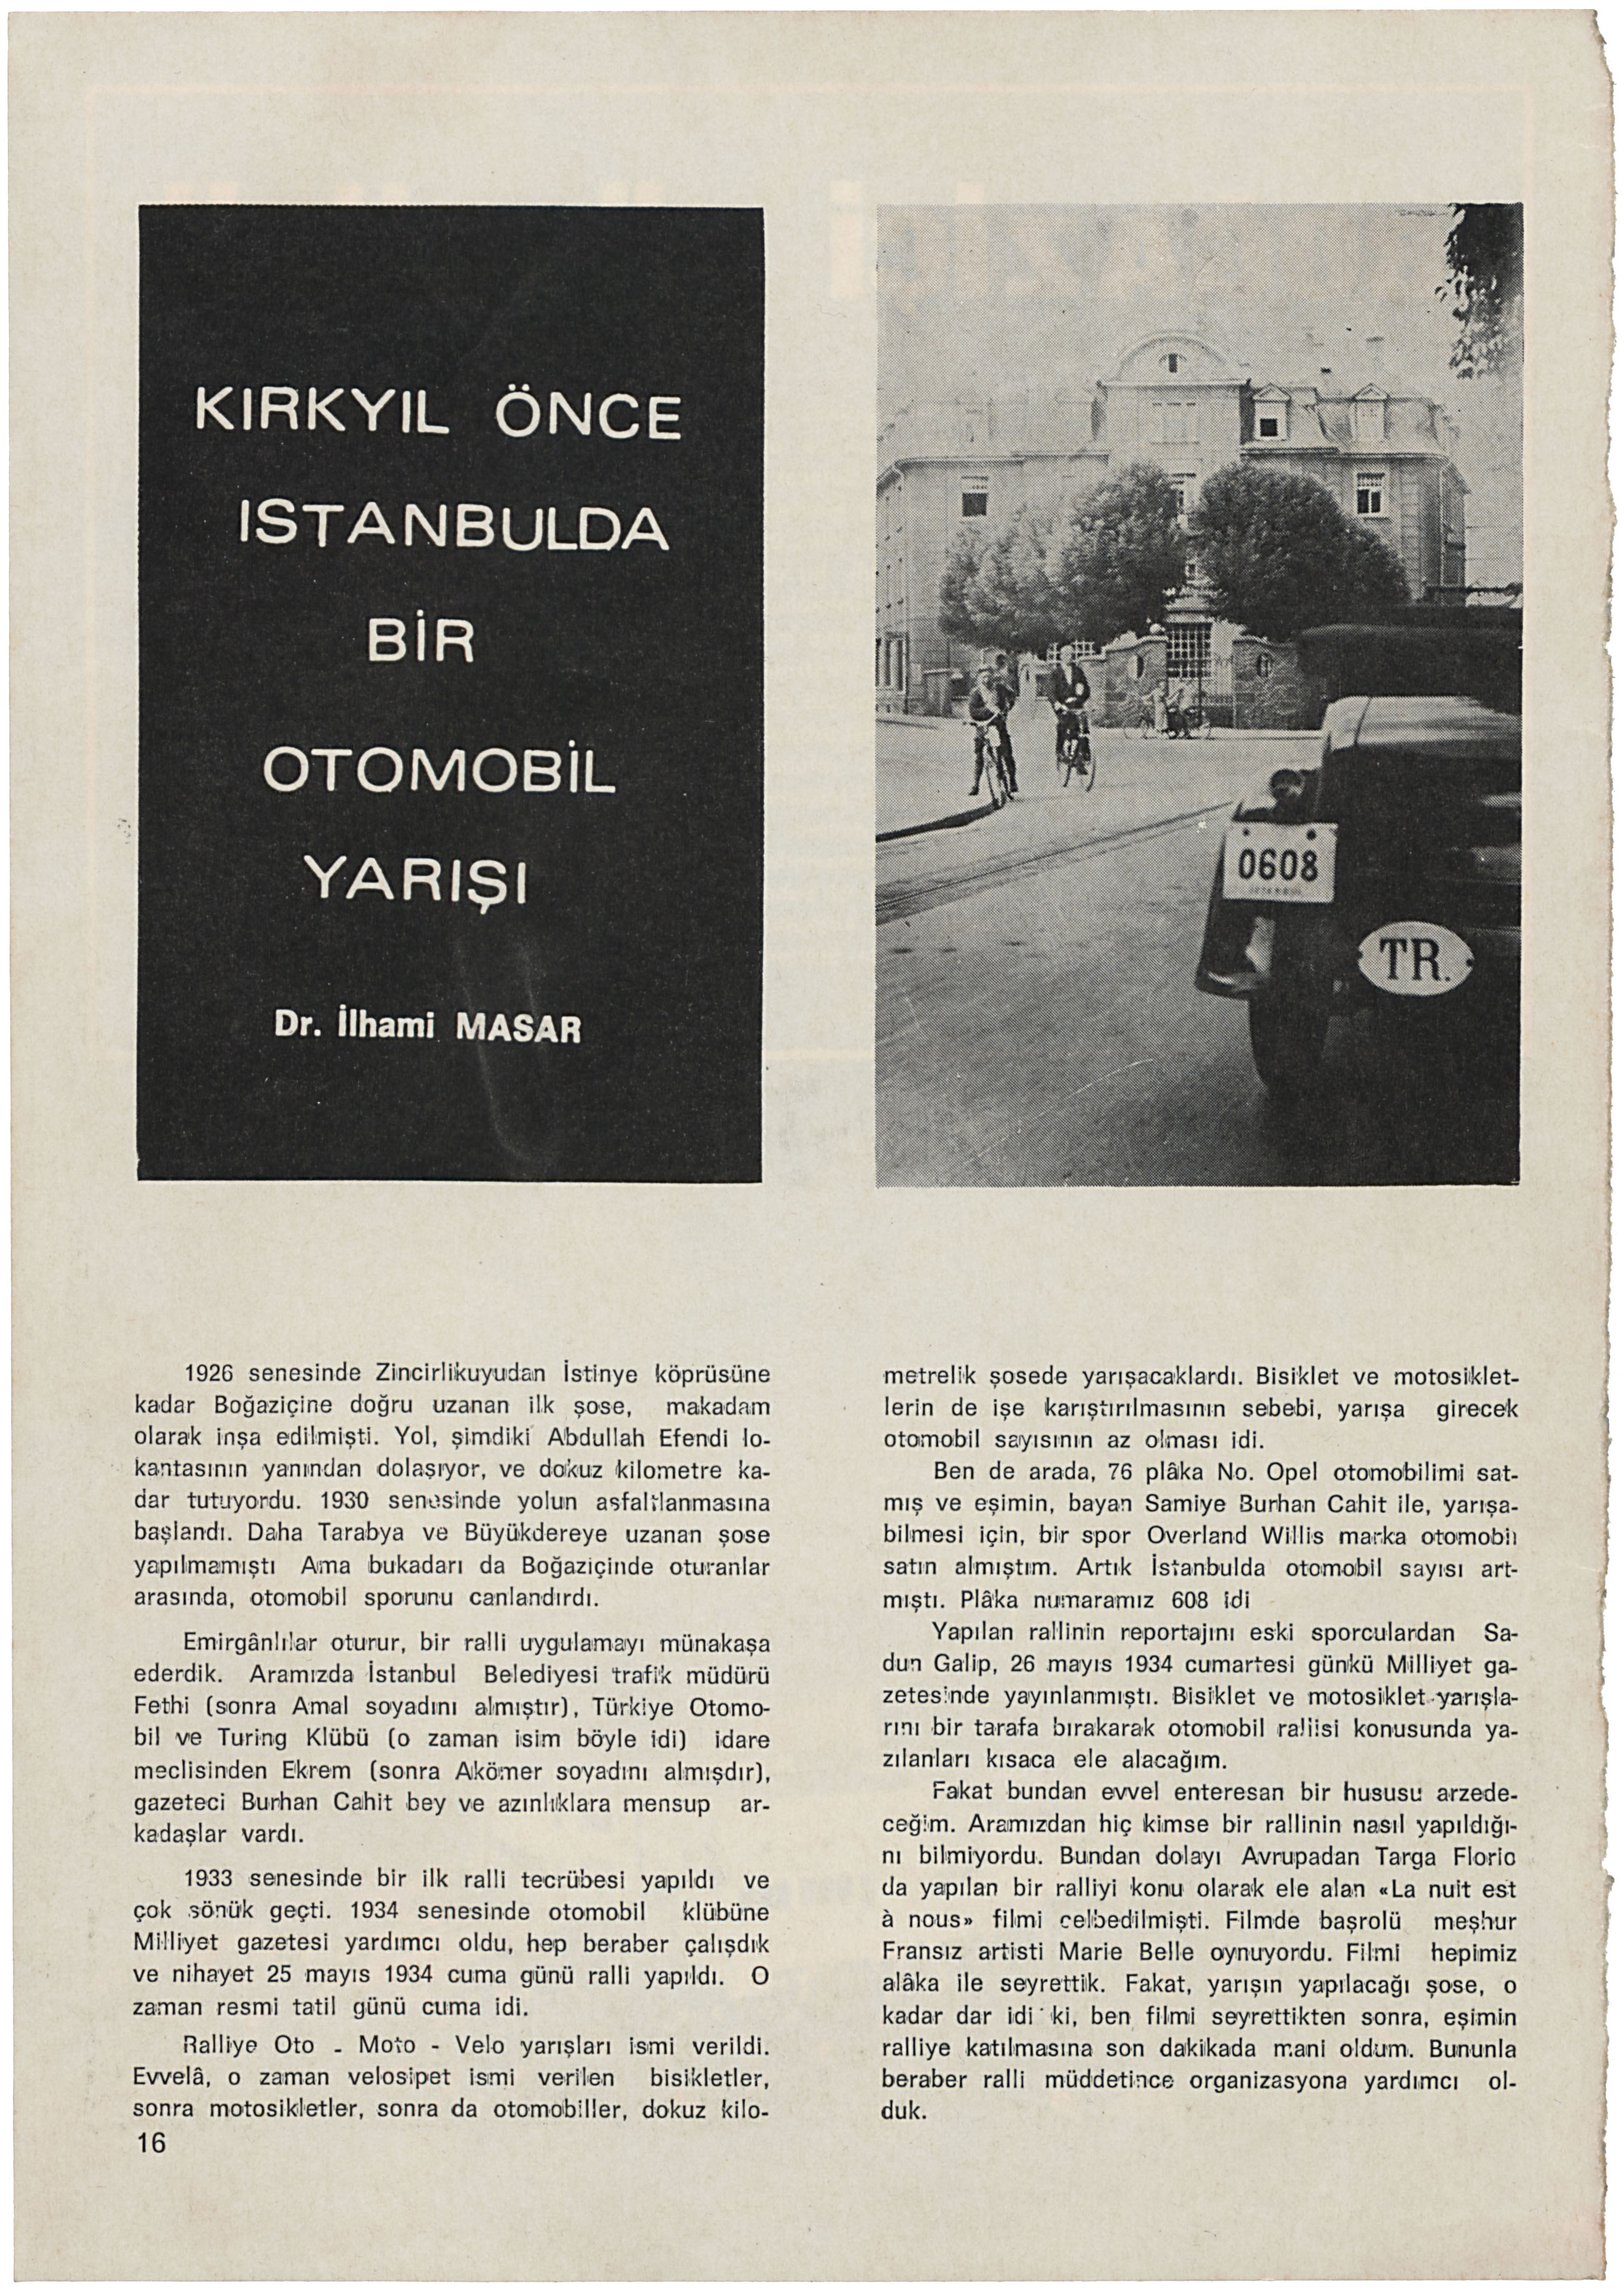 KIRKYIL ÖNCE
ISTANBULDA
BİR
OTOMOBİL
YARIŞI
Dr. İlhami MASAR
0608
İSTANBUL
TR.
1926 senesinde Zincirlikuyudan İstinye köprüsüne
kadar Boğaziçine doğru uzanan ilk şose, makadam
olarak inşa edilmişti. Yol, şimdiki Abdullah Efendi lo-
kantasının yanından dolaşıyor, ve dokuz kilometre ka-
dar tutuyordu. 1930 senesinde yolun asfaltlanmasına
başlandı. Daha Tarabya ve Büyükdereye uzanan şose
yapılmamıştı Ama bukadarı da Boğaziçinde oturanlar
arasında, otomobil sporunu canlandırdı.
Emirgânlılar oturur, bir ralli uygulamayı münakaşa
ederdik. Aramızda İstanbul Belediyesi trafik müdürü
Fethi (sonra Amal soyadını almıştır), Türkiye Otomo-
bil ve Turing Klübü (o zaman isim böyle idi) idare
meclisinden Ekrem (sonra Akömer soyadını almışdır),
gazeteci Burhan Cahit bey ve azınlıklara mensup ar-
kadaşlar vardı.
1933 senesinde bir ilk ralli tecrübesi yapıldı ve
çok sönük geçti. 1934 senesinde otomobil klübüne
Milliyet gazetesi yardımcı oldu, hep beraber çalışdık
ve nihayet 25 mayıs 1934 cuma günü ralli yapıldı. O
zaman resmi tatil günü cuma idi.
Ralliye Oto - Moto - Velo yarışları ismi verildi.
Evvelâ, o zaman velosipet ismi verilen bisikletler,
sonra motosikletler, sonra da otomobiller, dokuz kilo-
16
metrelik şosede yarışacaklardı. Bisiklet ve motosiklet-
lerin de işe karıştırılmasının sebebi, yarışa girecek
otomobil sayısının az olması idi.
Ben de arada, 76 plâka No. Opel otomobilimi sat-
mış ve eşimin, bayan Samiye Burhan Cahit ile, yarışa-
bilmesi için, bir spor Overland Willis marka otomobil
satın almıştım. Artık İstanbulda otomobil sayısı art-
mıştı. Plâka numaramız 608 idi
Yapılan rallinin reportajını eski sporculardan Sa-
dun Galip, 26 mayıs 1934 cumartesi günkü Milliyet ga-
zetesinde yayınlanmıştı. Bisiklet ve motosiklet yarışla-
rını bir tarafa bırakarak otomobil raliisi konusunda ya-
zılanları kısaca ele alacağım.
Fakat bundan evvel enteresan bir hususu arzede-
ceğim. Aramızdan hiç kimse bir rallinin nasıl yapıldığı-
nı bilmiyordu. Bundan dolayı Avrupadan Targa Florio
da yapılan bir ralliyi konu olarak ele alan «La nuit est
à nous» filmi celbedilmişti. Filmde başrolü meşhur
Fransız artisti Marie Belle oynuyordu. Filmi hepimiz
alâka ile seyrettik. Fakat, yarışın yapılacağı şose, o
kadar dar idi ki, ben filmi seyrettikten sonra, eşimin
ralliye katılmasına son dakikada mani oldum. Bununla
beraber ralli müddetince organizasyona yardımcı ol-
duk.